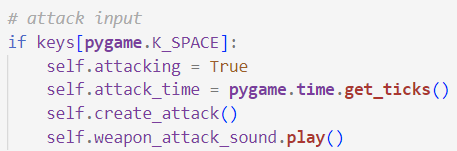 # attack input
if keys[pygame.K_SPACE]:
    self.attacking = True
    self.attack_time = pygame.time.get_ticks()
    self.create_attack()
    self.weapon_attack_sound.play()